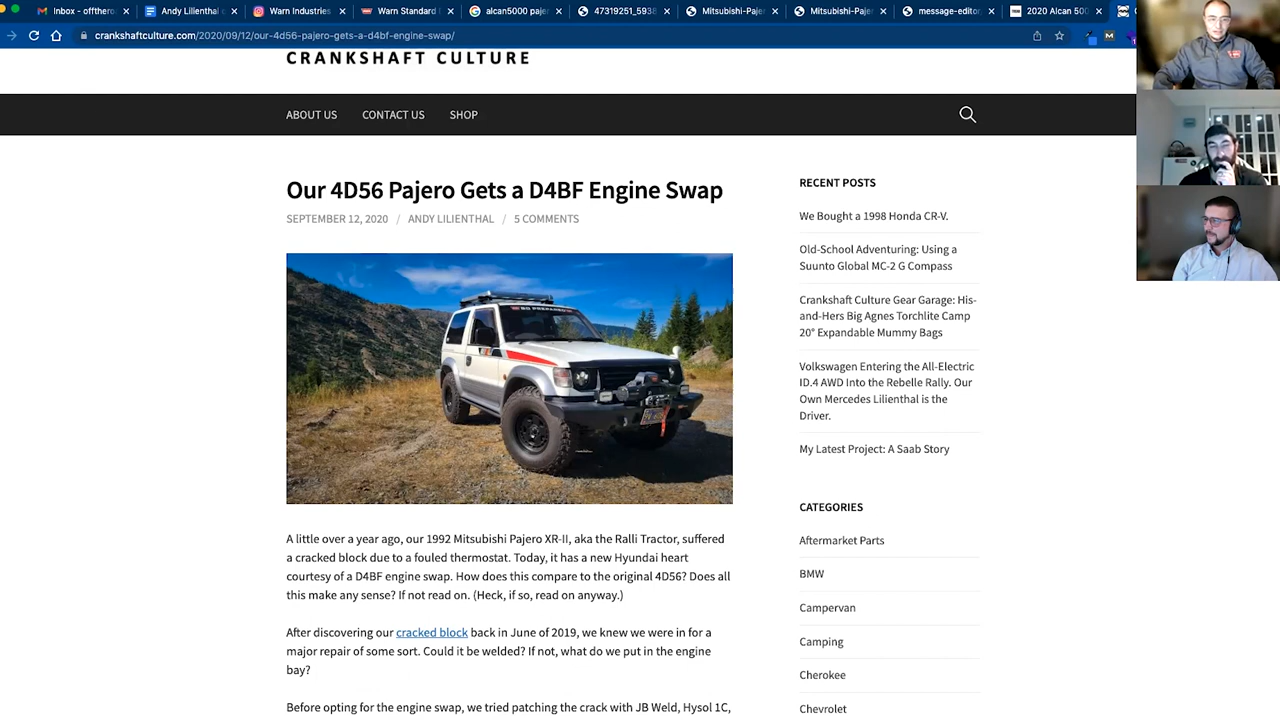 Inbox - offthero
Andy Lilienthal
Warn Industries
Warn Standard
alcan5000 paje
47319251_5938
Mitsubishi-Paje
Mitsubishi-Paje
message-editor
2020 Alcan 500
crankshaftculture.com/2020/09/12/our-4d56-pajero-gets-a-d4bf-engine-swap/
CRANKSHAFT CULTURE
ABOUT US
CONTACT US
SHOP
Our 4D56 Pajero Gets a D4BF Engine Swap
SEPTEMBER 12, 2020 / ANDY LILIENTHAL / 5 COMMENTS
A little over a year ago, our 1992 Mitsubishi Pajero XR-II, aka the Ralli Tractor, suffered
a cracked block due to a fouled thermostat. Today, it has a new Hyundai heart
courtesy of a D4BF engine swap. How does this compare to the original 4D56? Does all
this make any sense? If not read on. (Heck, if so, read on anyway.)
After discovering our cracked block back in June of 2019, we knew we were in for a
major repair of some sort. Could it be welded? If not, what do we put in the engine
bay?
Before opting for the engine swap, we tried patching the crack with JB Weld, Hysol 1C,
RECENT POSTS
We Bought a 1998 Honda CR-V.
Old-School Adventuring: Using a
Suunto Global MC-2 G Compass
Crankshaft Culture Gear Garage: His-
and-Hers Big Agnes Torchlite Camp
20° Expandable Mummy Bags
Volkswagen Entering the All-Electric
ID.4 AWD Into the Rebelle Rally. Our
Own Mercedes Lilienthal is the
Driver.
My Latest Project: A Saab Story
CATEGORIES
Aftermarket Parts
BMW
Campervan
Camping
Cherokee
Chevrolet